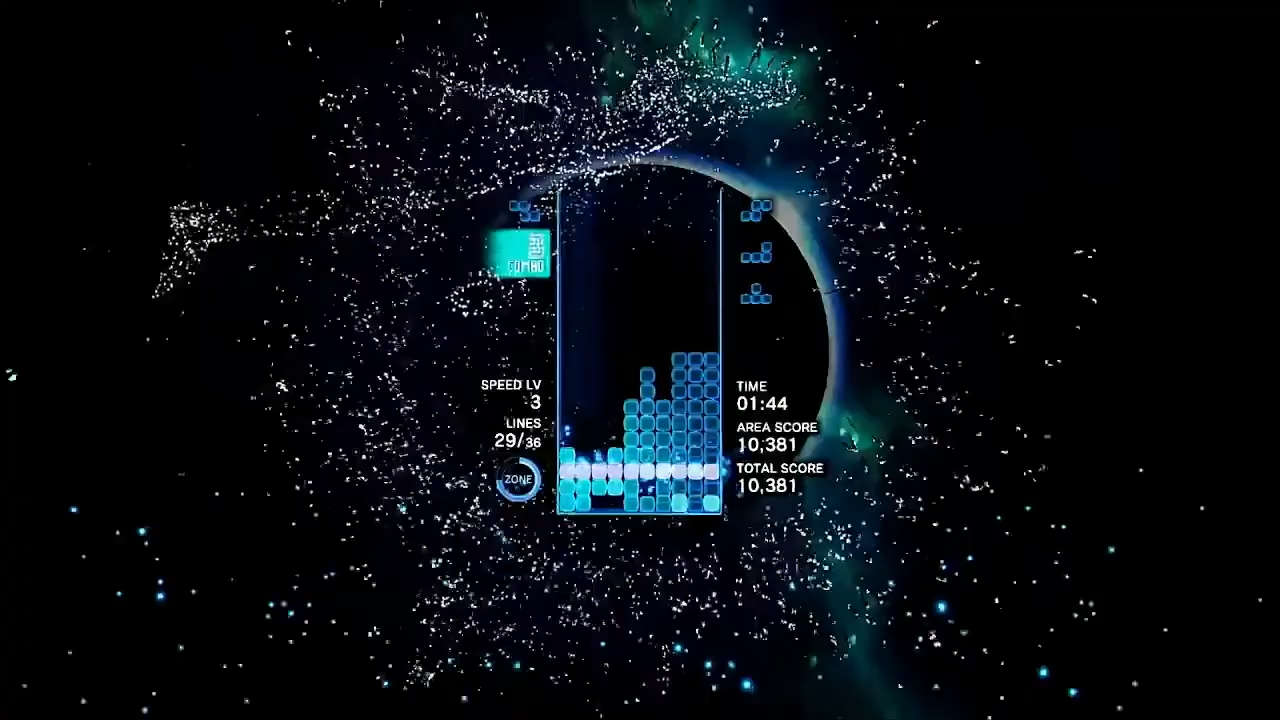 COMBO
SPEED LV
3
LINES
29/36
ZONE
TIME
01:44
AREA SCORE
10,381
TOTAL SCORE
10,381